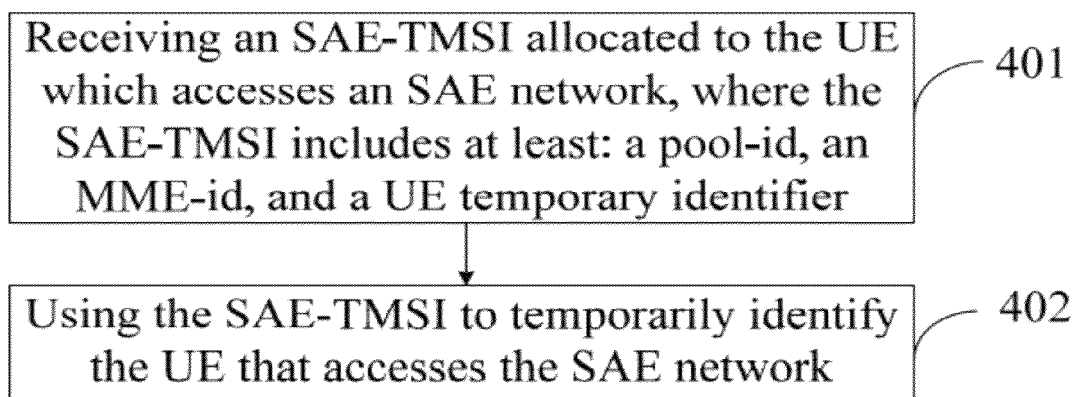 Receiving an SAE-TMSI allocated to the UE
which accesses an SAE network, where the
SAE-TMSI includes at least: a pool-id, an
MME-id, and a UE temporary identifier
401
Using the SAE-TMSI to temporarily identify
the UE that accesses the SAE network
402